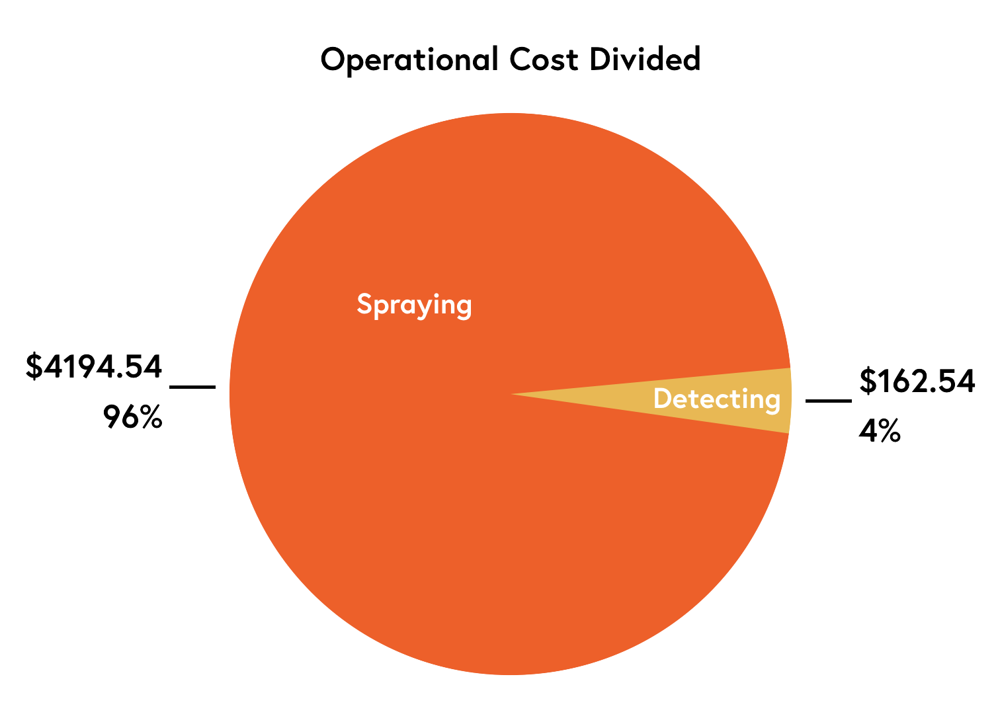 Operational Cost Divided
Spraying
$4194.54
96%
Detecting
$162.54
4%